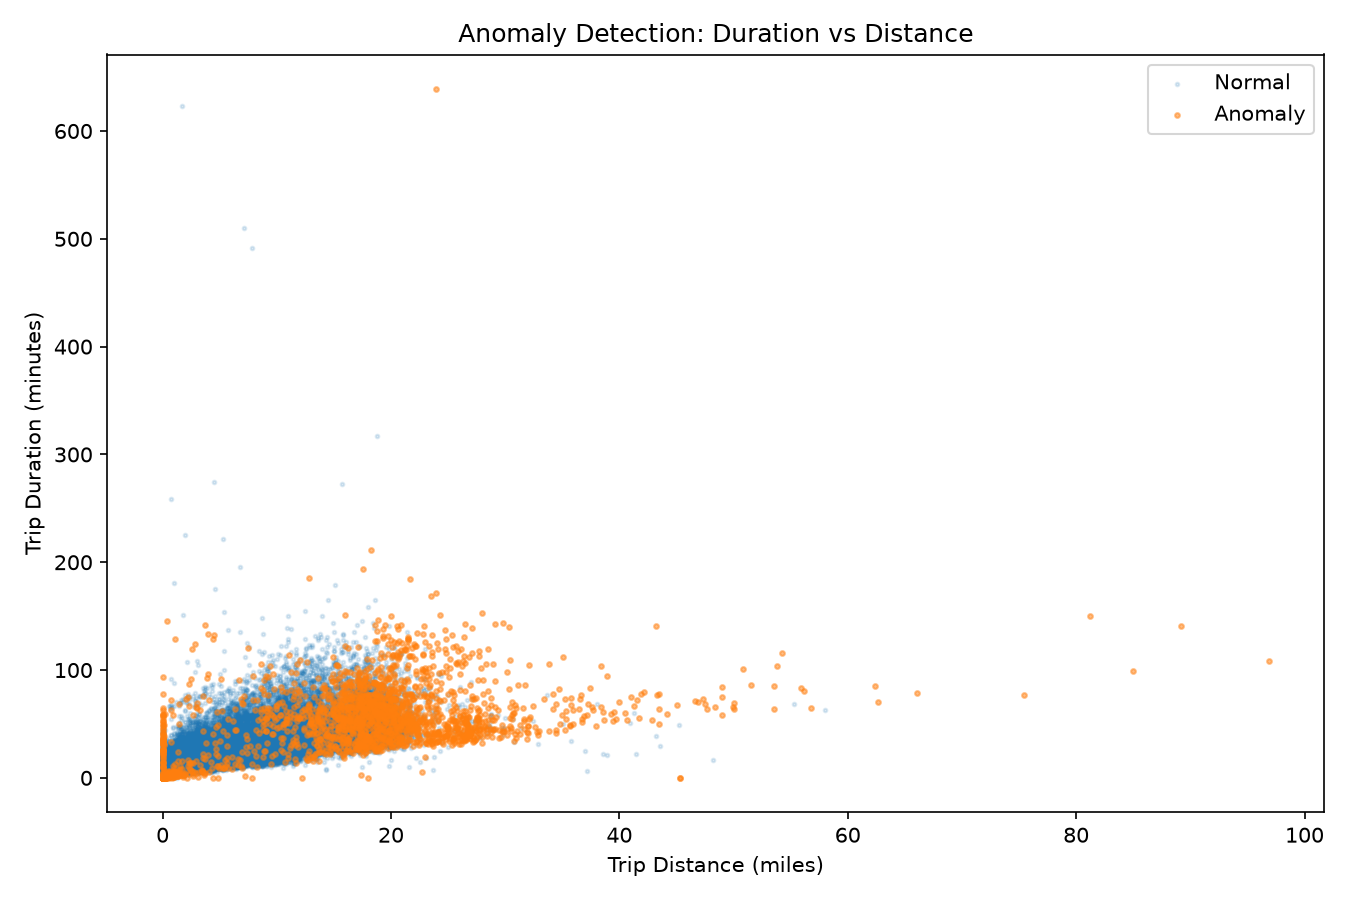 Anomaly Detection: Duration vs Distance
Normal
Anomaly
Trip Duration (minutes)
600
500
400
300
200
100
0
0 20 40 60 80 100
Trip Distance (miles)